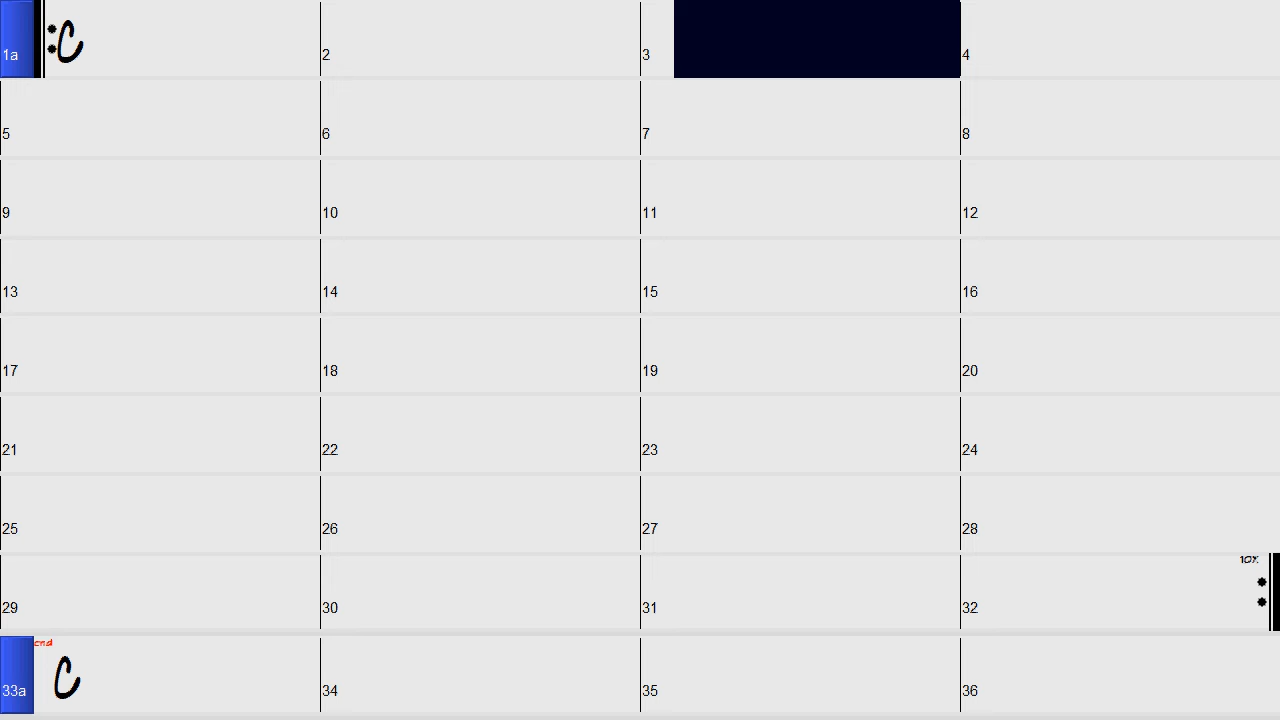 1a :C 2 3 4
5 6 7 8
9 10 11 12
13 14 15 16
17 18 19 20
21 22 23 24
25 26 27 28
10x
29 30 31 32 :
end
33a C 34 35 36